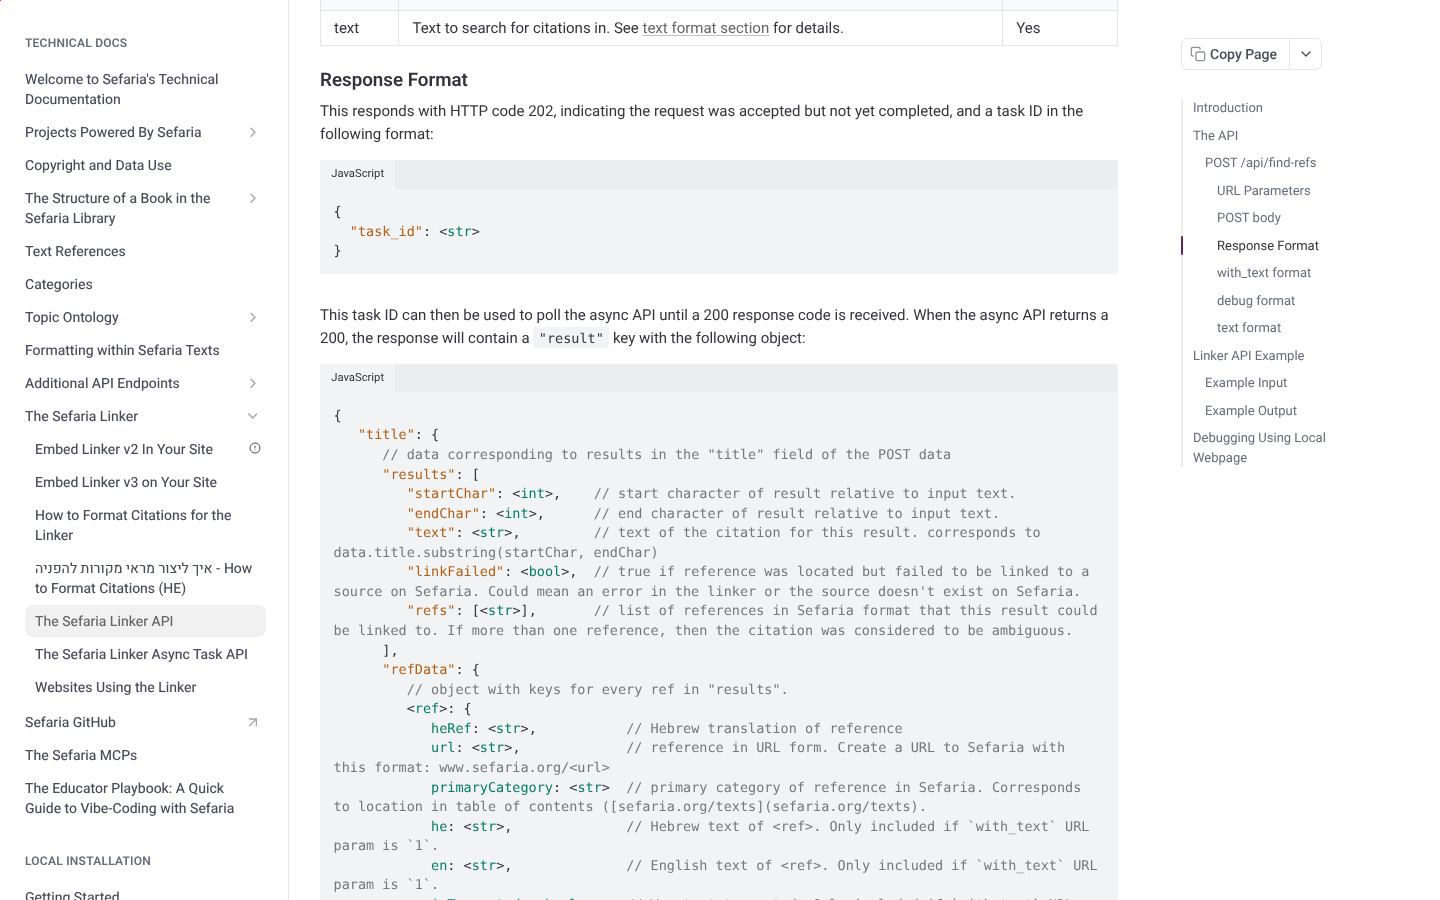 TECHNICAL DOCS
Welcome to Sefaria's Technical
Documentation
Projects Powered By Sefaria
Copyright and Data Use
The Structure of a Book in the
Sefaria Library
Text References
Categories
Topic Ontology
Formatting within Sefaria Texts
Additional API Endpoints
The Sefaria Linker
Embed Linker v2 In Your Site
Embed Linker v3 on Your Site
How to Format Citations for the
Linker
איך ליצור מראי מקורות להפניה - How
to Format Citations (HE)
The Sefaria Linker API
The Sefaria Linker Async Task API
Websites Using the Linker
Sefaria GitHub
The Sefaria MCPs
The Educator Playbook: A Quick
Guide to Vibe-Coding with Sefaria
LOCAL INSTALLATION
Getting Started
text Text to search for citations in. See text format section for details. Yes
Response Format
This responds with HTTP code 202, indicating the request was accepted but not yet completed, and a task ID in the
following format:
JavaScript
{
"task_id": <str>
}
This task ID can then be used to poll the async API until a 200 response code is received. When the async API returns a
200, the response will contain a "result" key with the following object:
JavaScript
{
"title": {
// data corresponding to results in the "title" field of the POST data
"results": [
"startChar": <int>, // start character of result relative to input text.
"endChar": <int>, // end character of result relative to input text.
"text": <str>, // text of the citation for this result. corresponds to
data.title.substring(startChar, endChar)
"linkFailed": <bool>, // true if reference was located but failed to be linked to a
source on Sefaria. Could mean an error in the linker or the source doesn't exist on Sefaria.
"refs": [<str>], // list of references in Sefaria format that this result could
be linked to. If more than one reference, then the citation was considered to be ambiguous.
],
"refData": {
// object with keys for every ref in "results".
<ref>: {
heRef: <str>, // Hebrew translation of reference
url: <str>, // reference in URL form. Create a URL to Sefaria with
this format: www.sefaria.org/<url>
primaryCategory: <str> // primary category of reference in Sefaria. Corresponds
to location in table of contents ([sefaria.org/texts](sefaria.org/texts).
he: <str>, // Hebrew text of <ref>. Only included if `with_text` URL
param is `1`.
en: <str>, // English text of <ref>. Only included if `with_text` URL
param is `1`.
Copy Page
Introduction
The API
POST /api/find-refs
URL Parameters
POST body
Response Format
with_text format
debug format
text format
Linker API Example
Example Input
Example Output
Debugging Using Local
Webpage